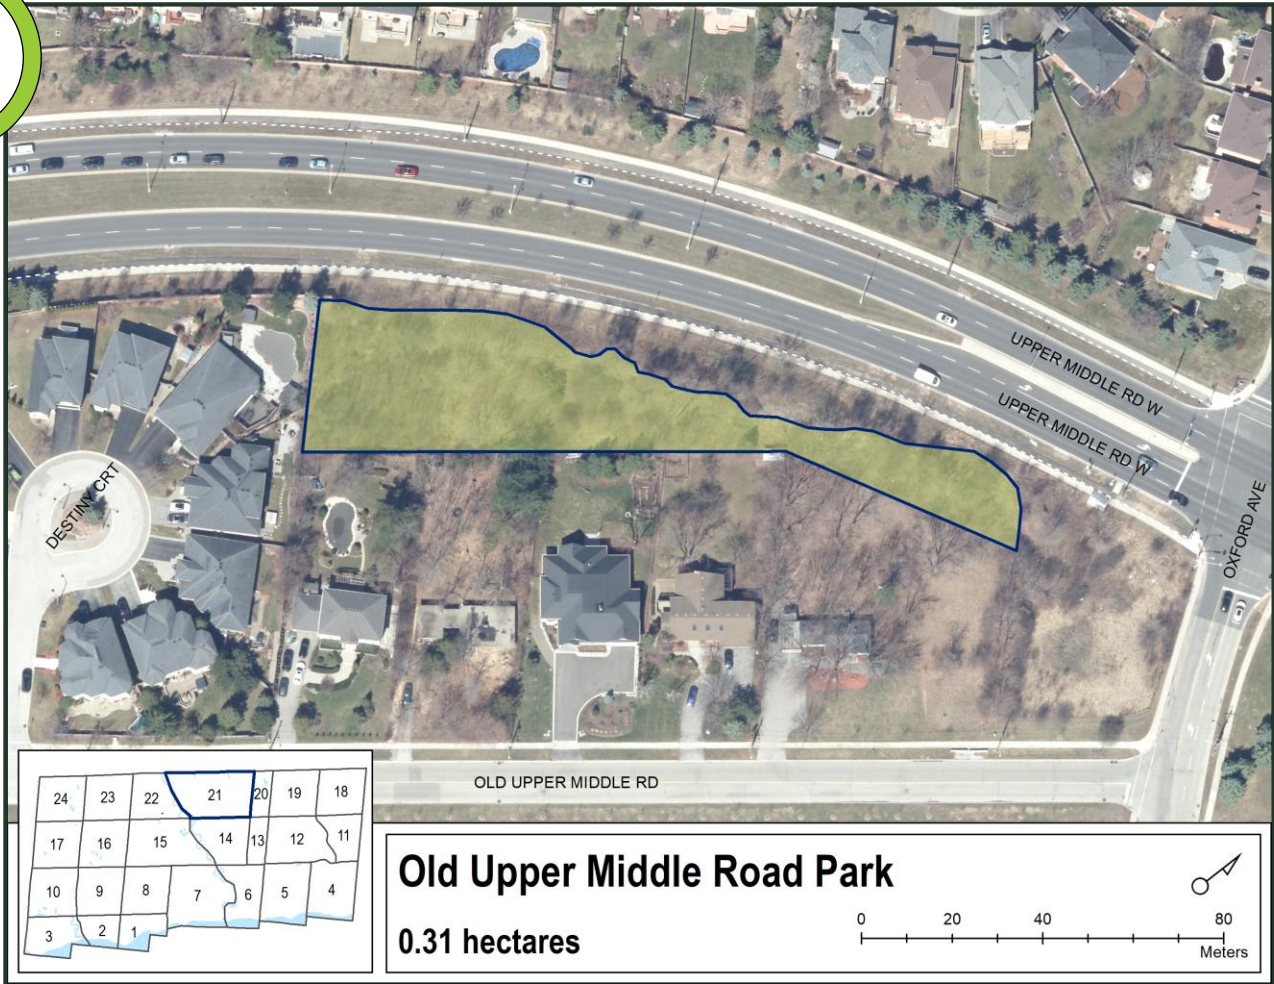 UPPER MIDDLE RD W
UPPER MIDDLE RD W
OXFORD AVE
DESTINY CRT
OLD UPPER MIDDLE RD
24 23 22 21 20 19 18
17 16 15 14 13 12 11
10 9 8 7 6 5 4
3 2 1
Old Upper Middle Road Park
0.31 hectares
0 20 40 80
Meters